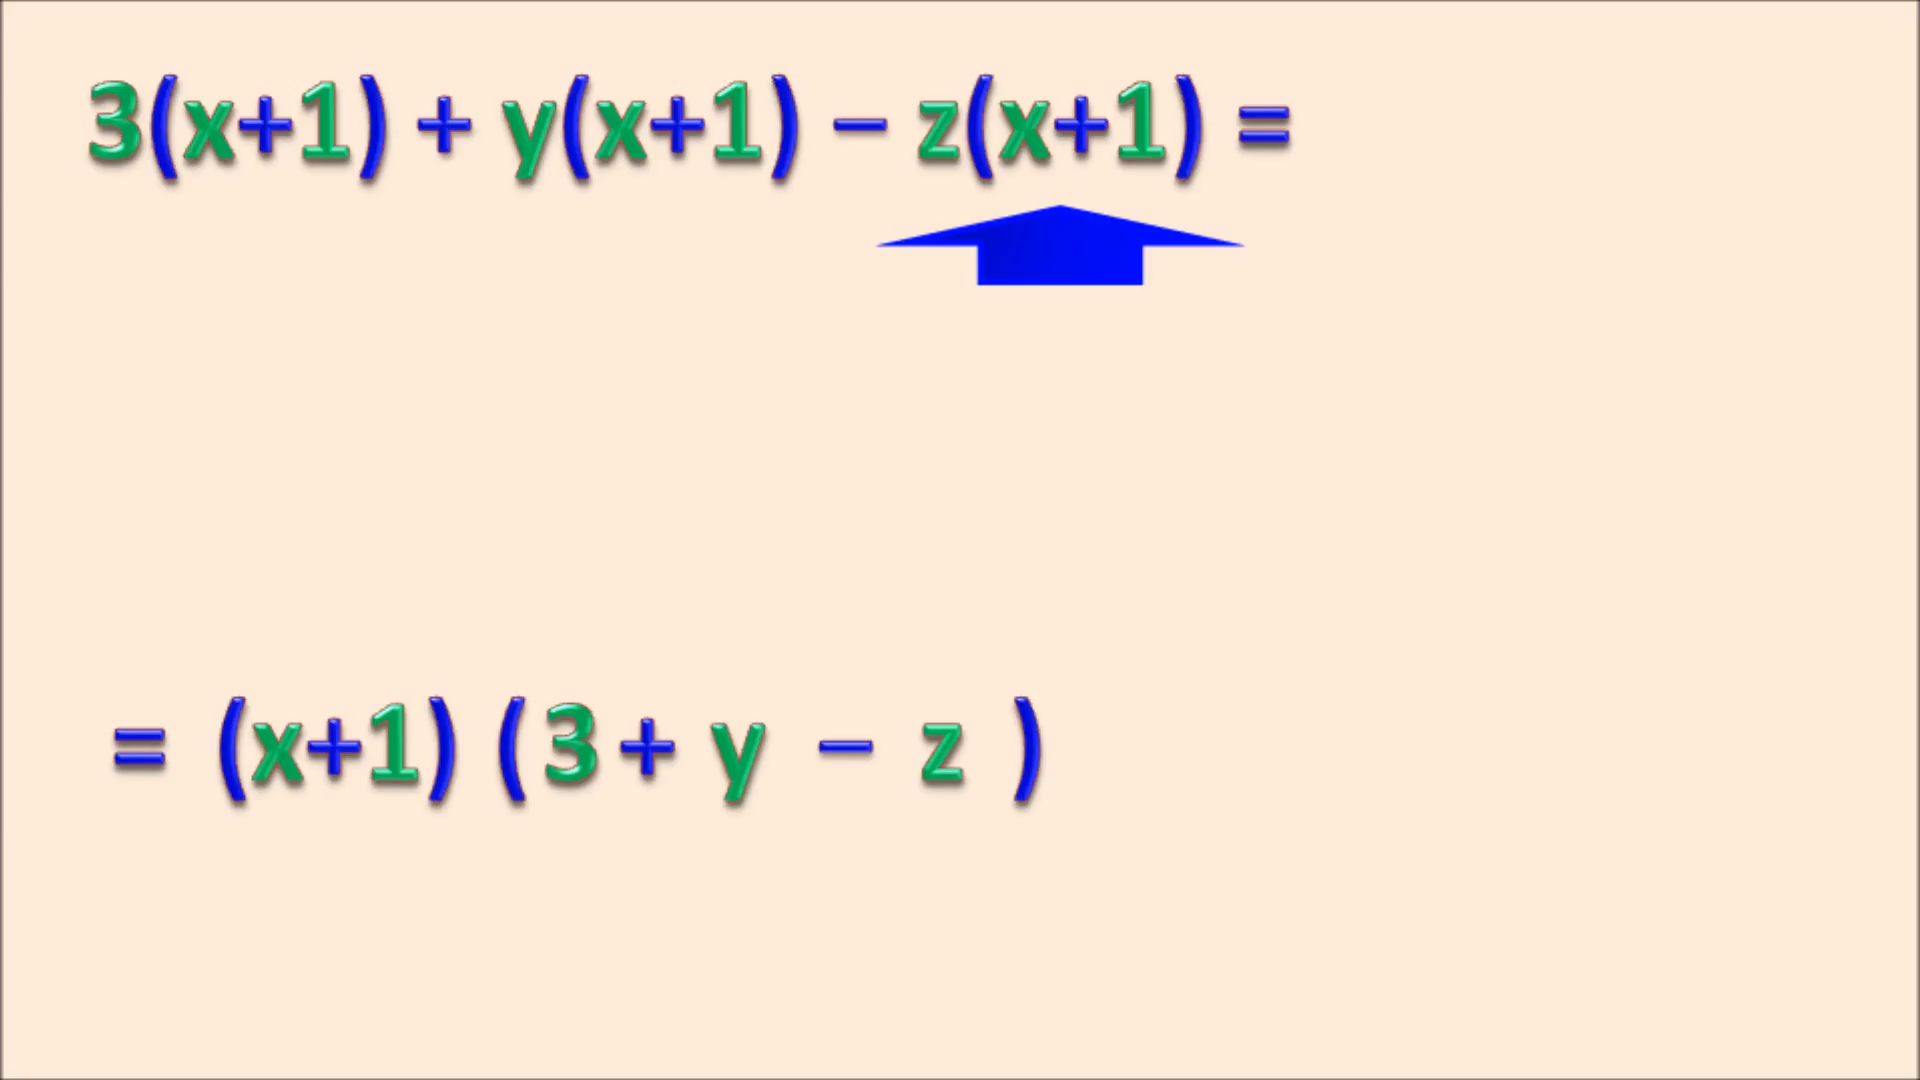 3(x+1) + y(x+1) − z(x+1) =
= (x+1) (3 + y − z )